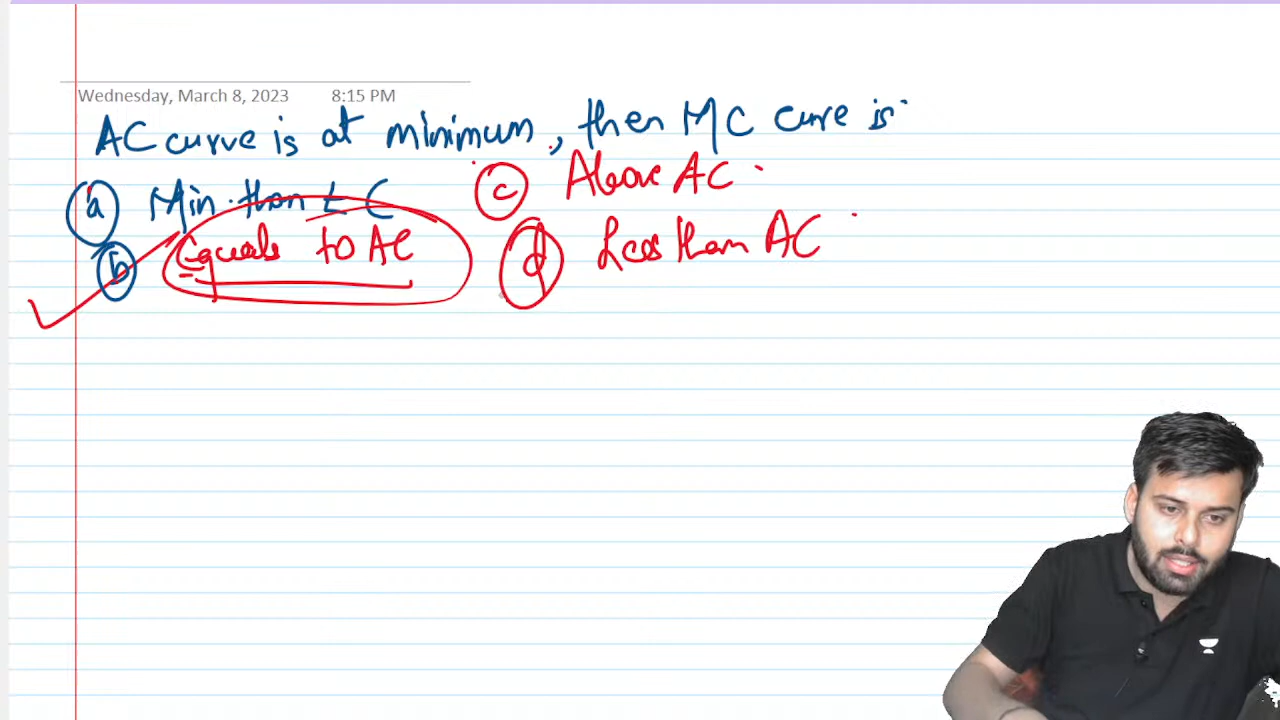 Wednesday, March 8, 2023 8:15 PM
AC curve is at minimum, then MC curve is
(a) Min. than LC
(c) Above AC
(b) Equals to AC
(d) Less than AC